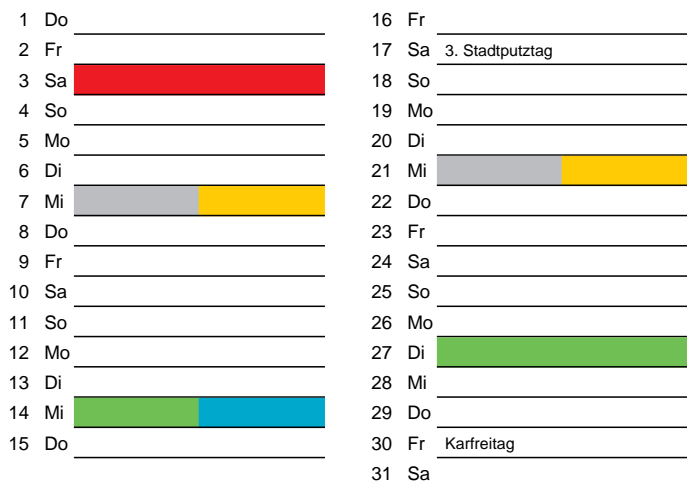 1 Do
2 Fr
3 Sa
4 So
5 Mo
6 Di
7 Mi
8 Do
9 Fr
10 Sa
11 So
12 Mo
13 Di
14 Mi
15 Do
16 Fr
17 Sa 3. Stadtputztag
18 So
19 Mo
20 Di
21 Mi
22 Do
23 Fr
24 Sa
25 So
26 Mo
27 Di
28 Mi
29 Do
30 Fr Karfreitag
31 Sa